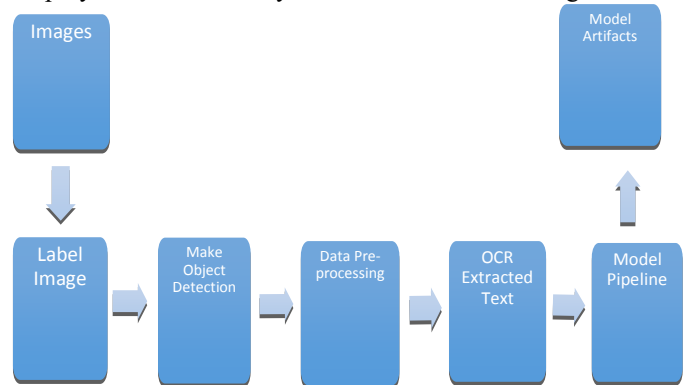 Images
Label
Image
Make
Object
Detection
Data Pre-
processing
OCR
Extracted
Text
Model
Pipeline
Model
Artifacts